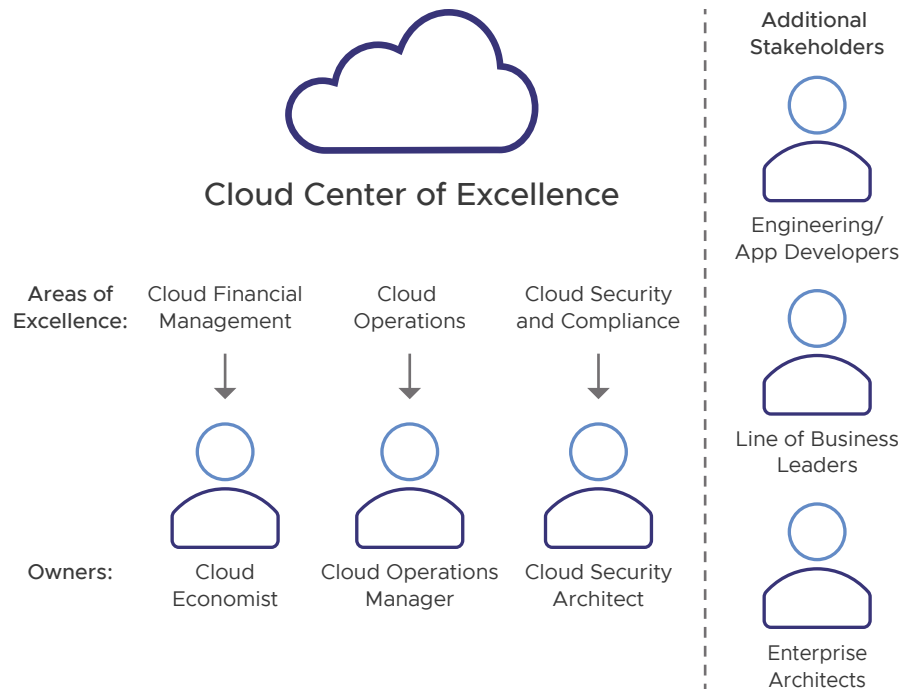 Cloud Center of Excellence
Areas of
Excellence:
Cloud Financial
Management
Cloud
Operations
Cloud Security
and Compliance
Owners:
Cloud
Economist
Cloud Operations
Manager
Cloud Security
Architect
Additional
Stakeholders
Engineering/
App Developers
Line of Business
Leaders
Enterprise
Architects